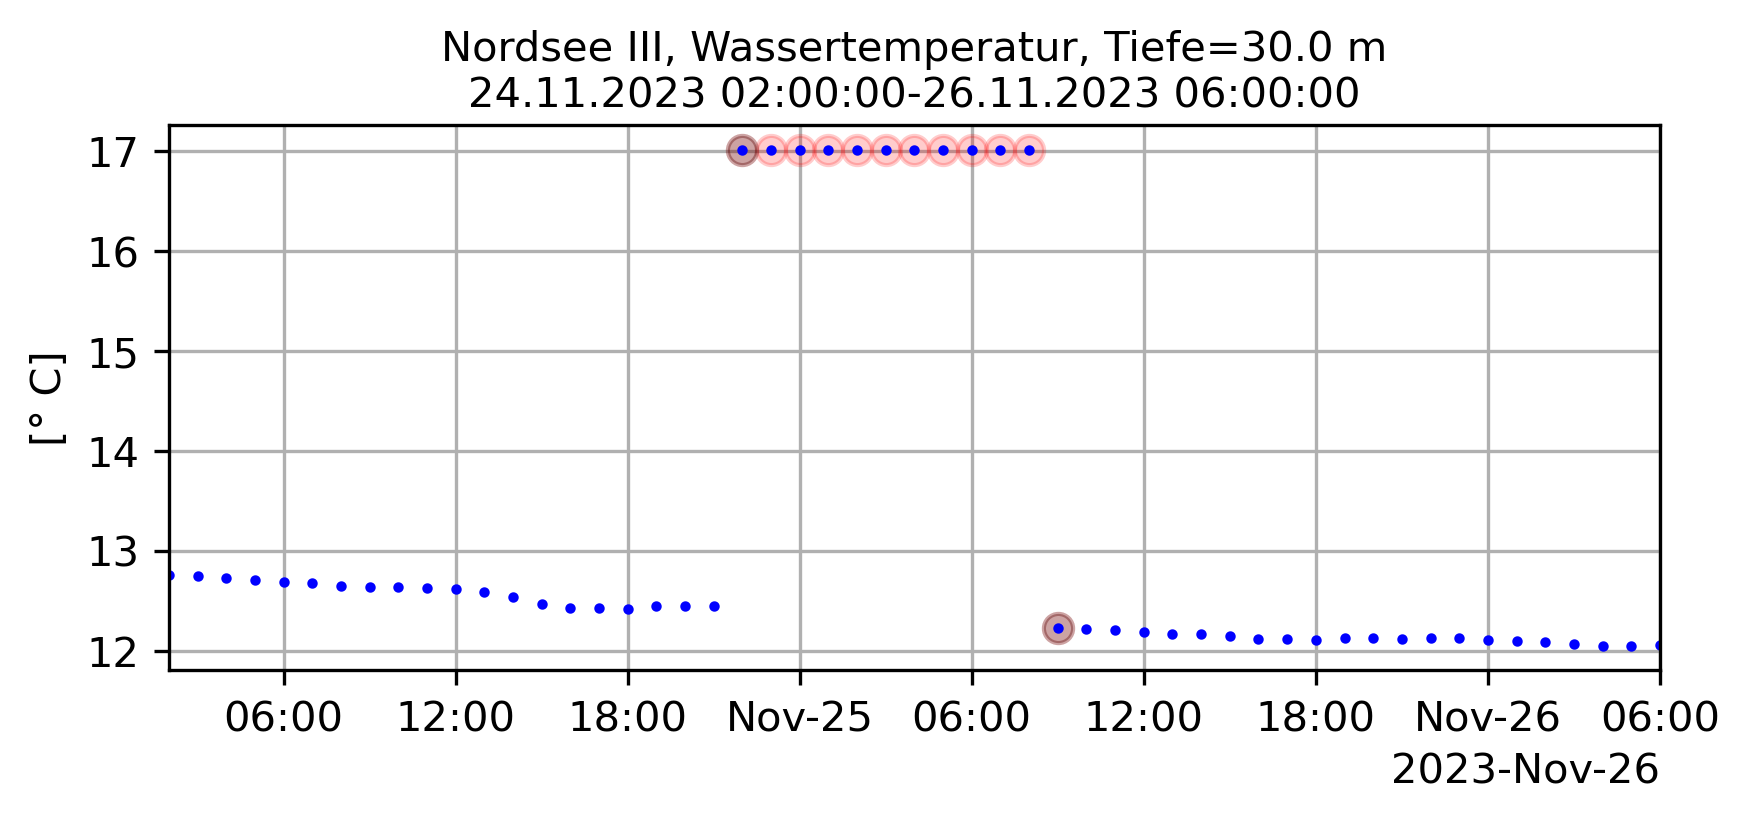 Nordsee III, Wassertemperatur, Tiefe=30.0 m
24.11.2023 02:00:00-26.11.2023 06:00:00
17
16
15
14
13
12
[° C]
06:00 12:00 18:00 Nov-25 06:00 12:00 18:00 Nov-26 06:00
2023-Nov-26